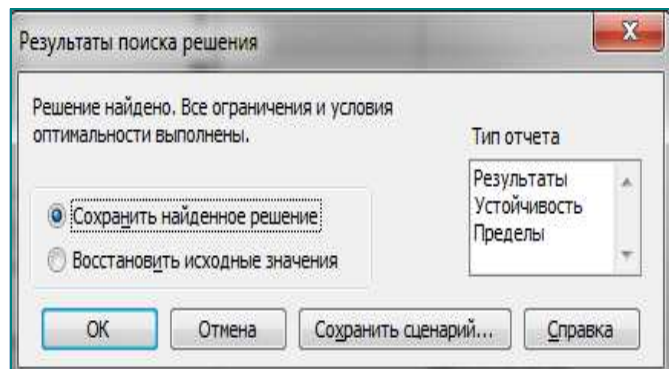 Результаты поиска решения
X
Решение найдено. Все ограничения и условия
оптимальности выполнены.
Тип отчета
Результаты
Устойчивость
Пределы
Сохранить найденное решение
Восстановить исходные значения
ОК
Отмена
Сохранить сценарий...
Справка